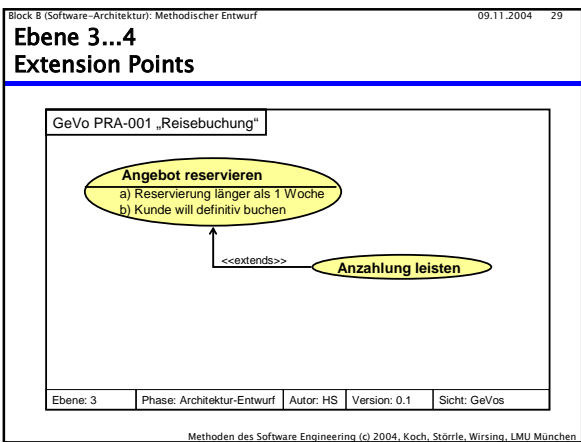 Block B (Software-Architektur): Methodischer Entwurf 09.11.2004 29
Ebene 3...4
Extension Points
GeVo PRA-001 „Reisebuchung“
Angebot reservieren
a) Reservierung länger als 1 Woche
b) Kunde will definitiv buchen
<<extends>>
Anzahlung leisten
Ebene: 3 Phase: Architektur-Entwurf Autor: HS Version: 0.1 Sicht: GeVos
Methoden des Software Engineering (c) 2004, Koch, Störrle, Wirsing, LMU München